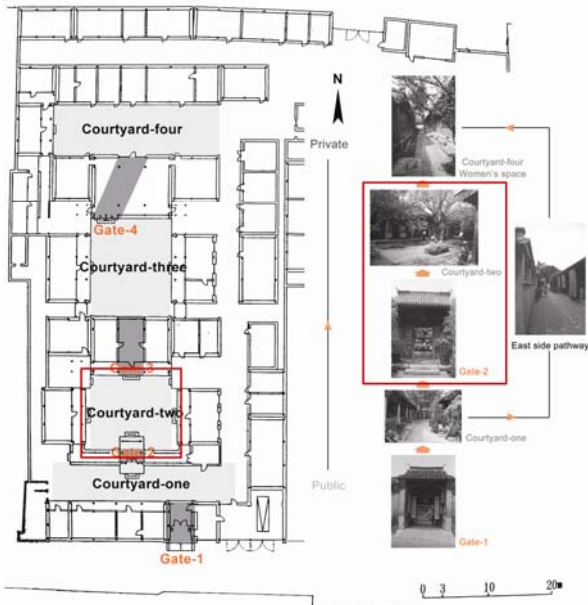 Courtyard-four
Gate-4
Courtyard-three
Gate-3
Courtyard-two
Gate-2
Courtyard-one
Gate-1
N
Private
Public
Courtyard-four
Women's space
Courtyard-two
East side pathway
Gate-2
Courtyard-one
Gate-1
0 3 10 20m